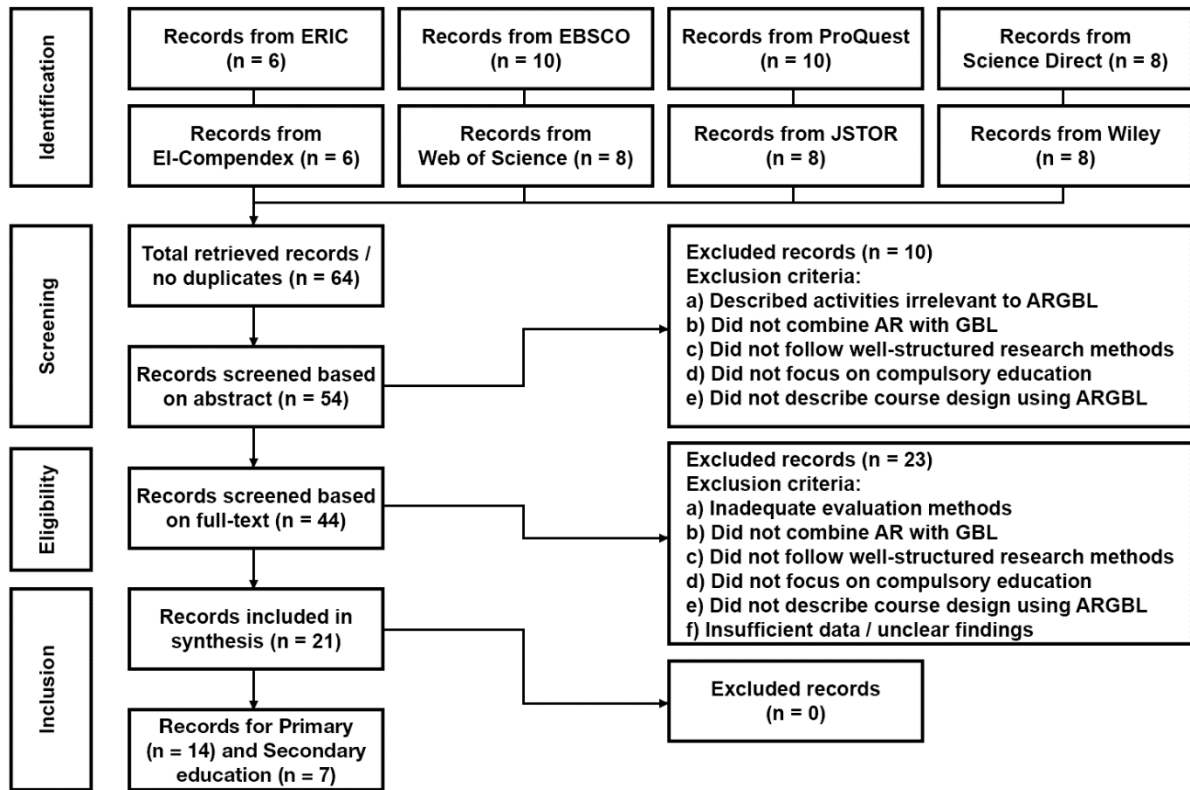 Identification
Records from ERIC
(n = 6)
Records from EBSCO
(n = 10)
Records from ProQuest
(n = 10)
Records from
Science Direct (n = 8)
Records from
EI-Compendex (n = 6)
Records from
Web of Science (n = 8)
Records from JSTOR
(n = 8)
Records from Wiley
(n = 8)
Screening
Total retrieved records /
no duplicates (n = 64)
Records screened based
on abstract (n = 54)
Excluded records (n = 10)
Exclusion criteria:
a) Described activities irrelevant to ARGBL
b) Did not combine AR with GBL
c) Did not follow well-structured research methods
d) Did not focus on compulsory education
e) Did not describe course design using ARGBL
Eligibility
Records screened based
on full-text (n = 44)
Excluded records (n = 23)
Exclusion criteria:
a) Inadequate evaluation methods
b) Did not combine AR with GBL
c) Did not follow well-structured research methods
d) Did not focus on compulsory education
e) Did not describe course design using ARGBL
f) Insufficient data / unclear findings
Inclusion
Records included in
synthesis (n = 21)
Excluded records
(n = 0)
Records for Primary
(n = 14) and Secondary
education (n = 7)